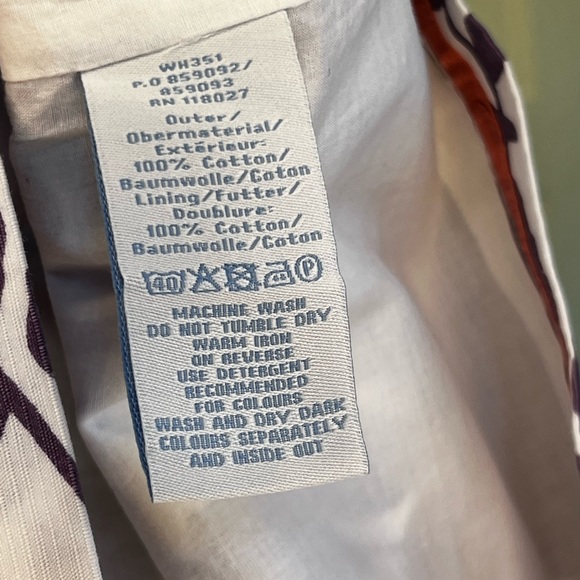 WH351
P.O 859092/
859093
RN 118027
Outer/
Obermaterial/
Extérieur:
100% Cotton/
Baumwolle/Coton
Lining/Futter/
Doublure:
100% Cotton/
Baumwolle/Coton
40 P
MACHINE WASH
DO NOT TUMBLE DRY
WARM IRON
ON REVERSE
USE DETERGENT
RECOMMENDED
FOR COLOURS
WASH AND DRY DARK
COLOURS SEPARATELY
AND INSIDE OUT